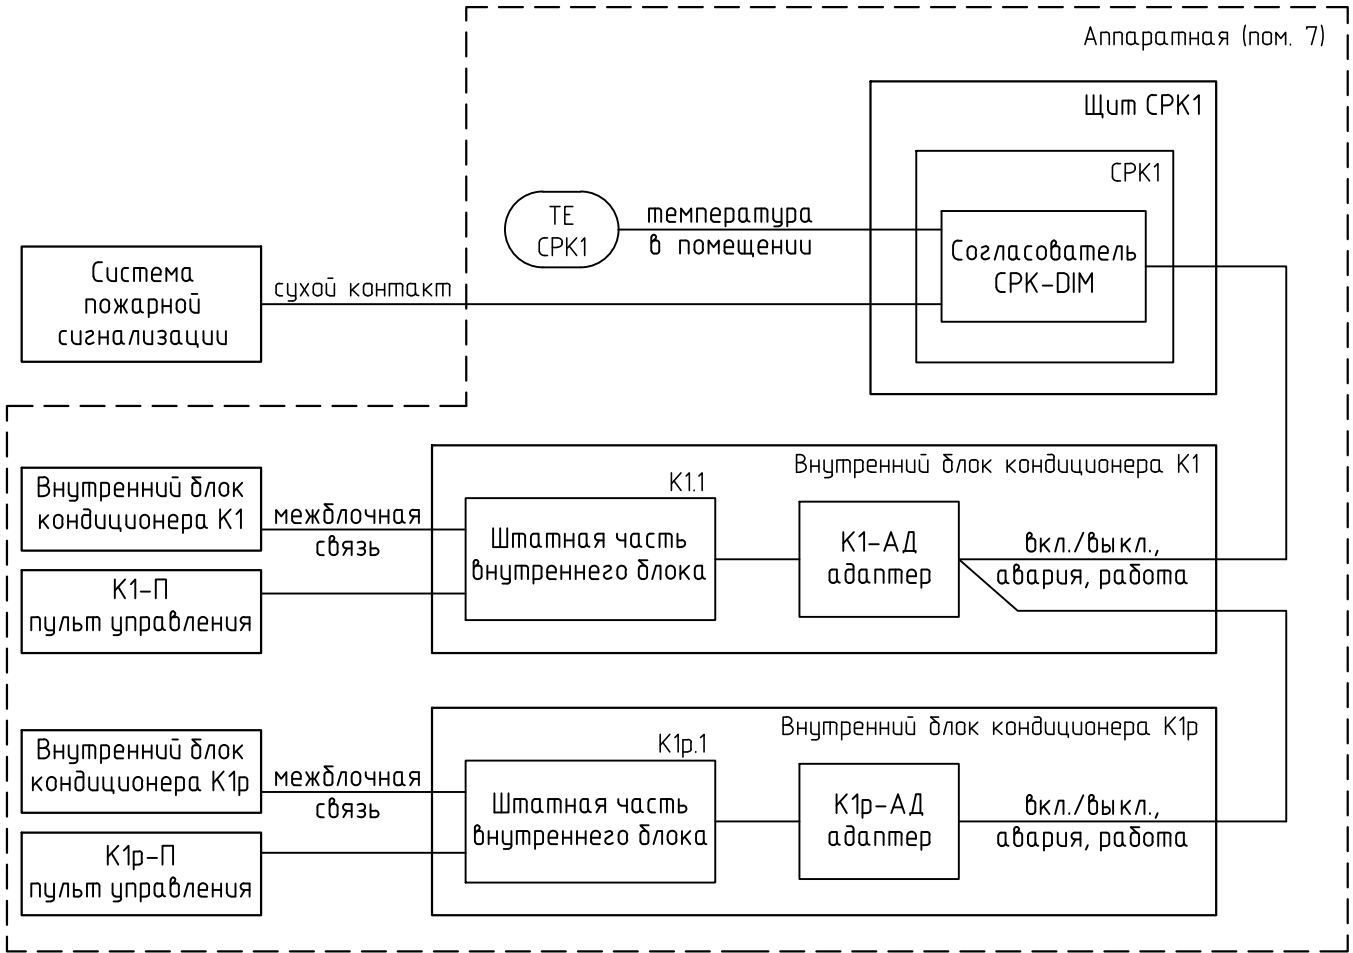 Аппаратная (пом. 7)
Щит СРК1
СРК1
ТЕ
СРК1
температура
в помещении
Согласователь
СРК-DIM
Система
пожарной
сигнализации
сухой контакт
Внутренний блок кондиционера К1
Внутренний блок
кондиционера К1
межблочная
связь
К1.1
Штатная часть
внутреннего блока
К1-АД
адаптер
вкл./выкл.,
авария, работа
К1-П
пульт управления
Внутренний блок кондиционера К1р
Внутренний блок
кондиционера К1р
межблочная
связь
К1р.1
Штатная часть
внутреннего блока
К1р-АД
адаптер
вкл./выкл.,
авария, работа
К1р-П
пульт управления